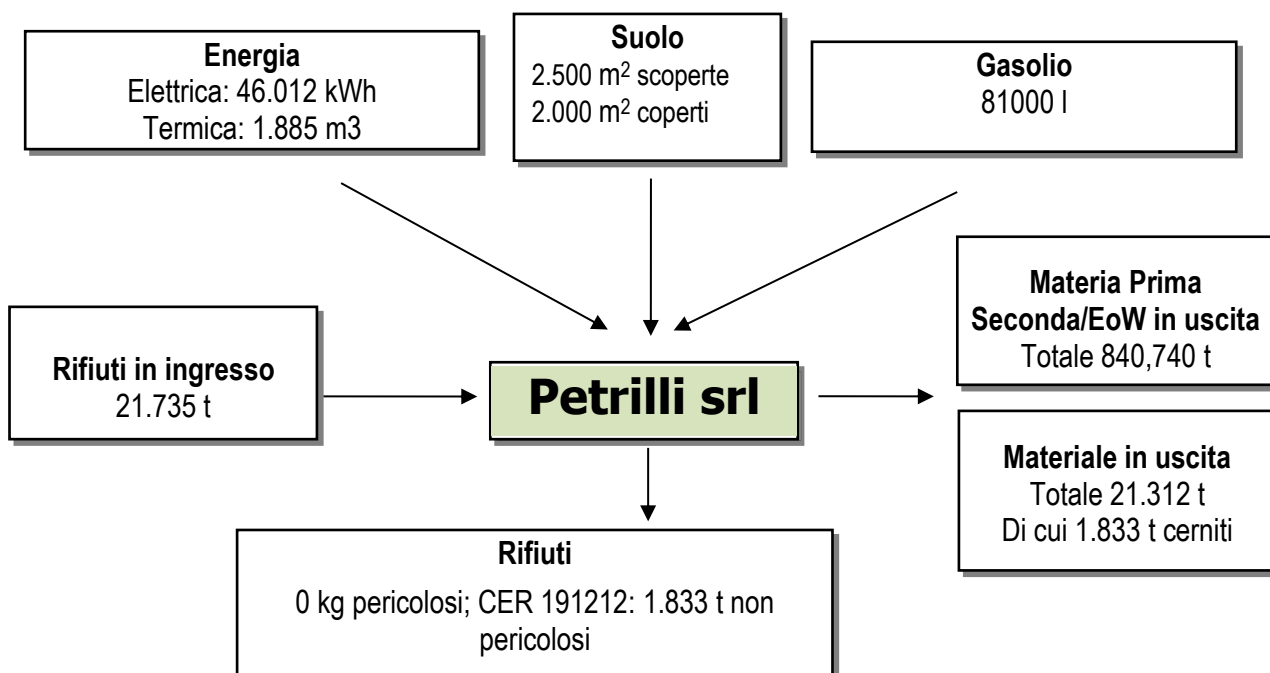 Energia
Elettrica: 46.012 kWh
Termica: 1.885 m3
Suolo
2.500 m² scoperte
2.000 m² coperti
Gasolio
81000 l
Rifiuti in ingresso
21.735 t
Petrilli srl
Materia Prima
Seconda/EoW in uscita
Totale 840,740 t
Materiale in uscita
Totale 21.312 t
Di cui 1.833 t cerniti
Rifiuti
0 kg pericolosi; CER 191212: 1.833 t non
pericolosi